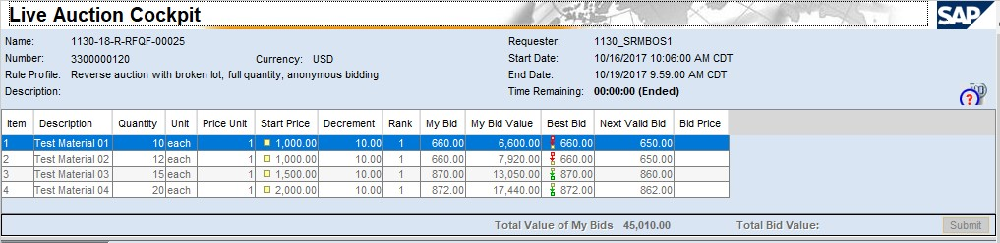 Live Auction Cockpit
SAP
Name: 1130-18-R-RFQF-00025 Requester: 1130_SRMBOS1
Number: 3300000120 Currency: USD Start Date: 10/16/2017 10:06:00 AM CDT
Rule Profile: Reverse auction with broken lot, full quantity, anonymous bidding End Date: 10/19/2017 9:59:00 AM CDT
Description: Time Remaining: 00:00:00 (Ended)
?
Item Description Quantity Unit Price Unit Start Price Decrement Rank My Bid My Bid Value Best Bid Next Valid Bid Bid Price
1 Test Material 01 10 each 1 1,000.00 10.00 1 660.00 6,600.00 660.00 650.00
2 Test Material 02 12 each 1 1,000.00 10.00 1 660.00 7,920.00 660.00 650.00
3 Test Material 03 15 each 1 1,500.00 10.00 1 870.00 13,050.00 870.00 860.00
4 Test Material 04 20 each 1 2,000.00 10.00 1 872.00 17,440.00 872.00 862.00
Total Value of My Bids 45,010.00 Total Bid Value: Submit